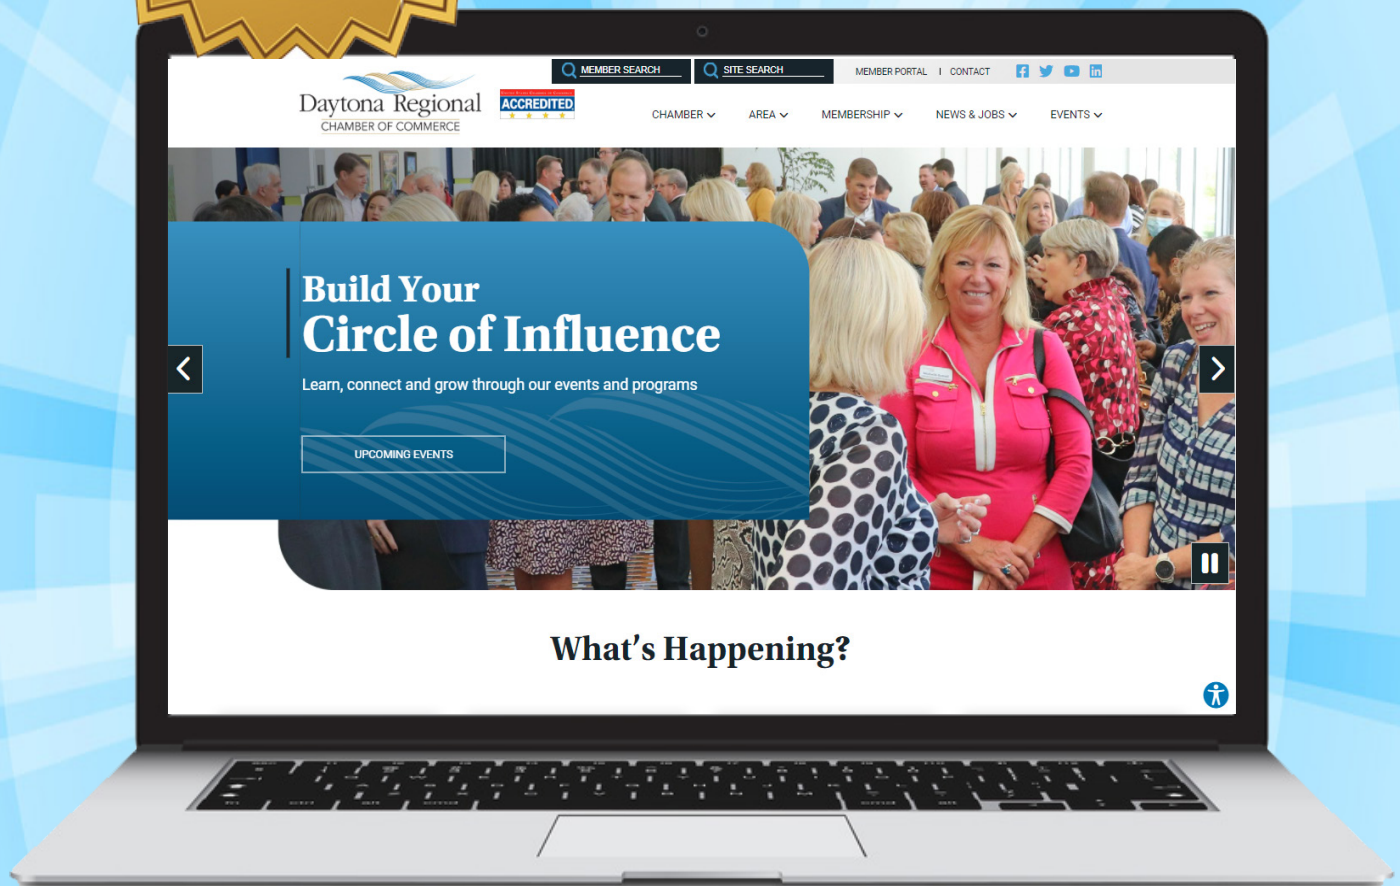 MEMBER SEARCH
SITE SEARCH
MEMBER PORTAL | CONTACT
Daytona Regional
CHAMBER OF COMMERCE
ACCREDITED
CHAMBER
AREA
MEMBERSHIP
NEWS & JOBS
EVENTS
Build Your
Circle of Influence
Learn, connect and grow through our events and programs
UPCOMING EVENTS
What's Happening?